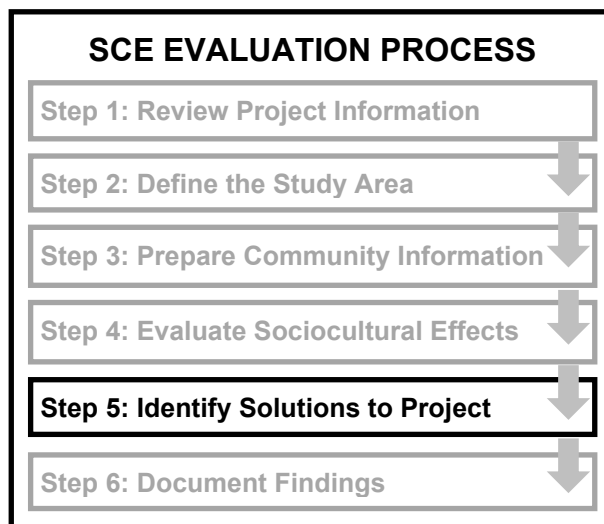 SCE EVALUATION PROCESS
Step 1: Review Project Information
Step 2: Define the Study Area
Step 3: Prepare Community Information
Step 4: Evaluate Sociocultural Effects
Step 5: Identify Solutions to Project
Step 6: Document Findings